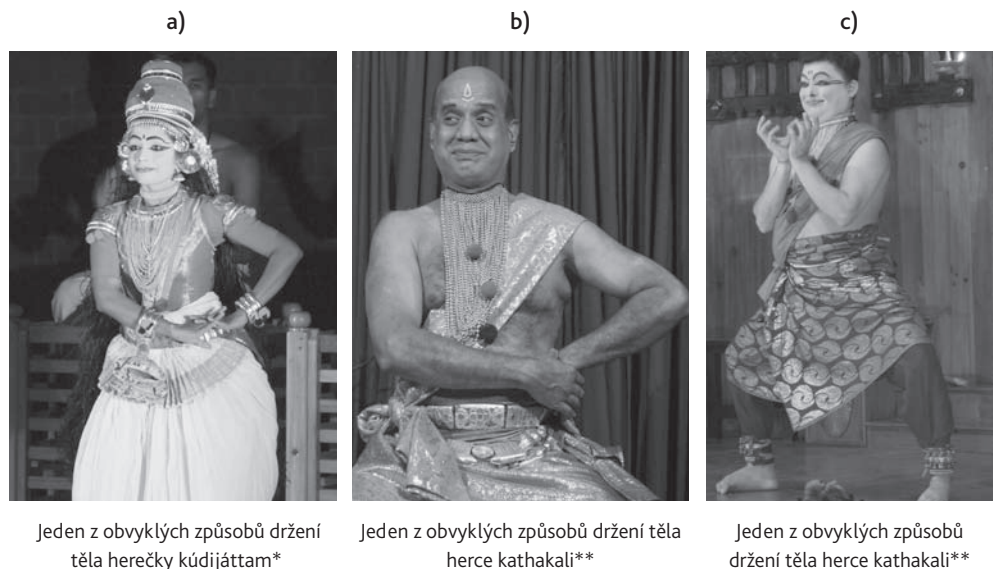 a)
b)
c)
Jeden z obvyklých způsobů držení
těla herečky kúdijáttam*
Jeden z obvyklých způsobů držení těla
herce kathakali**
Jeden z obvyklých způsobů
držení těla herce kathakali**